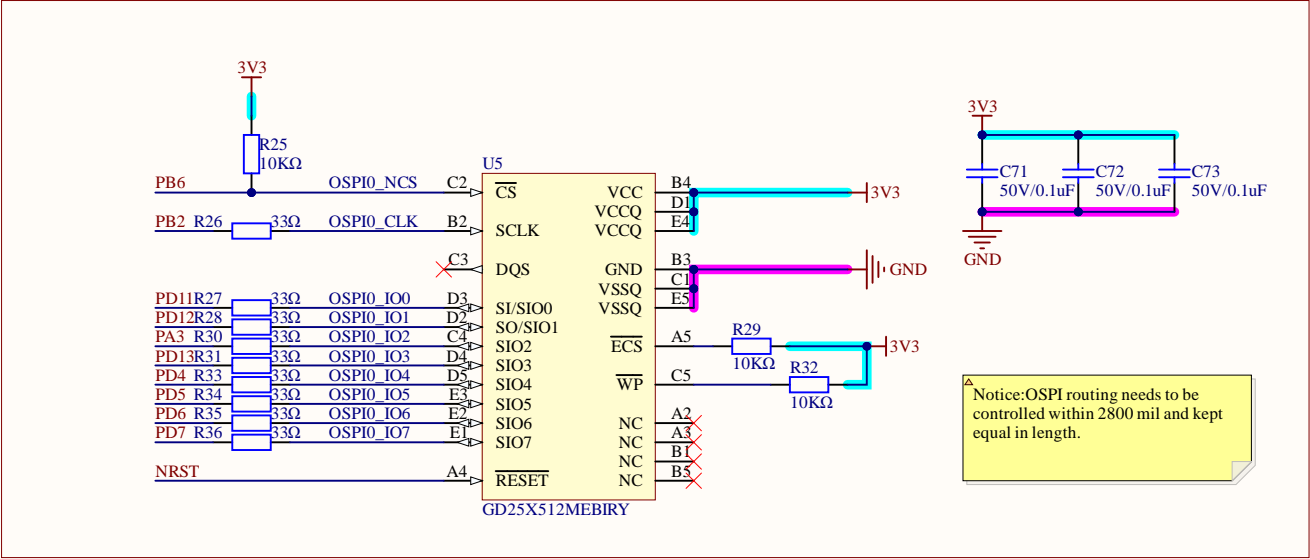 3V3
R25
10KΩ
PB6 OSPI0_NCS C2
PB2 R26 33Ω OSPI0_CLK B2
C3
PD11 R27 33Ω OSPI0_IO0 D3
PD12 R28 33Ω OSPI0_IO1 D2
PA3 R30 33Ω OSPI0_IO2 C4
PD13 R31 33Ω OSPI0_IO3 D4
PD4 R33 33Ω OSPI0_IO4 D5
PD5 R34 33Ω OSPI0_IO5 E3
PD6 R35 33Ω OSPI0_IO6 E2
PD7 R36 33Ω OSPI0_IO7 E1
NRST A4
U5
CS VCC
VCCQ
SCLK VCCQ
DQS GND
VSSQ
SI/SIO0 VSSQ
SO/SIO1
SIO2 ECS
SIO3
SIO4 WP
SIO5
SIO6 NC
SIO7 NC
NC
RESET NC
GD25X512MEBIRY
B4 3V3
D1
E4
B3 GND
C1
E5
A5 R29 3V3
10KΩ
C5 R32
10KΩ
A2
A3
B1
B5
3V3
C71 C72 C73
50V/0.1uF 50V/0.1uF 50V/0.1uF
GND
Notice:OSPI routing needs to be
controlled within 2800 mil and kept
equal in length.